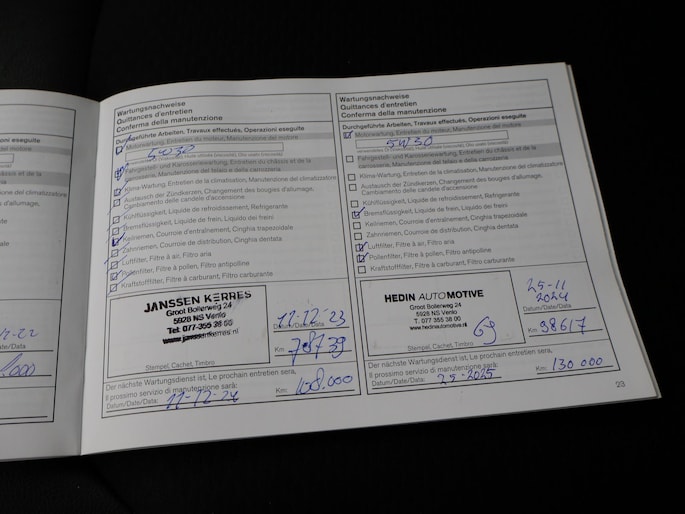 ni eseguite
del motore
e de la
del climatizzatore
'allumage,
Wartungsnachweise
Quittances d'entretien
Conferma della manutenzione
Durchgeführte Arbeiten, Travaux effectués, Operazioni eseguite
Motorwartung, Entretien du moteur, Manutenzione del motore
5W30
Fahrgestell- und Karosseriewartung, Entretien du châssis et de la
carrosserie, Manutenzione del telaio e della carrozzeria
Klima-Wartung, Entretien de la climatisation, Manutenzione del climatizzatore
Austausch der Zündkerzen, Changement des bougies d'allumage,
Cambiamento delle candele d'accensione
Kühlflüssigkeit, Liquide de refroidissement, Refrigerante
Bremsflüssigkeit, Liquide de frein, Liquido dei freni
Keilriemen, Courroie d'entraînement, Cinghia trapezoidale
Zahnriemen, Courroie de distribution, Cinghia dentata
Luftfilter, Filtre à air, Filtro aria
Pollenfilter, Filtre à pollen, Filtro antipolline
Kraftstofffilter, Filtre à carburant, Filtro carburante
JANSSEN KERRES
Groot Bollerweg 24
5928 NS Venlo
Tel: 077-355 38 00
www.janssenkerres.nl
Stempel, Cachet, Timbro
11-12-23
Datum/Date/Data:
Km: 78739
Der nächste Wartungsdienst ist, Le prochain entretien sera,
Il prossimo servizio di manutenzione sarà:
Datum/Date/Data: 11-12-24
Km: 108.000
Wartungsnachweise
Quittances d'entretien
Conferma della manutenzione
Durchgeführte Arbeiten, Travaux effectués, Operazioni eseguite
Motorwartung, Entretien du moteur, Manutenzione del motore
5W30
Fahrgestell- und Karosseriewartung, Entretien du châssis et de la
carrosserie, Manutenzione del telaio e della carrozzeria
Klima-Wartung, Entretien de la climatisation, Manutenzione del climatizzatore
Austausch der Zündkerzen, Changement des bougies d'allumage,
Cambiamento delle candele d'accensione
Kühlflüssigkeit, Liquide de refroidissement, Refrigerante
Bremsflüssigkeit, Liquide de frein, Liquido dei freni
Keilriemen, Courroie d'entraînement, Cinghia trapezoidale
Zahnriemen, Courroie de distribution, Cinghia dentata
Luftfilter, Filtre à air, Filtro aria
Pollenfilter, Filtre à pollen, Filtro antipolline
Kraftstofffilter, Filtre à carburant, Filtro carburante
HEDIN AUTOMOTIVE
Groot Bollerweg 24
5928 NS Venlo
T. 077 355 38 00
www.hedinautomotive.nl
Stempel, Cachet, Timbro
25-11
2024
Datum/Date/Data:
Km: 98617
Der nächste Wartungsdienst ist, Le prochain entretien sera,
Il prossimo servizio di manutenzione sarà:
Datum/Date/Data: 25-2025
Km: 130 000
23